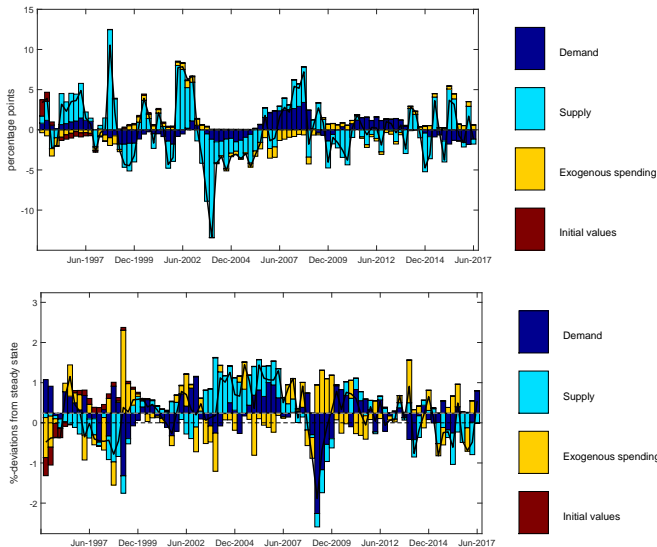 15
10
5
0
-5
-10
percentage points
Jun-1997 Dec-1999 Jun-2002 Dec-2004 Jun-2007 Dec-2009 Jun-2012 Dec-2014 Jun-2017
Demand
Supply
Exogenous spending
Initial values
3
2
1
0
-1
-2
%-deviations from steady state
Jun-1997 Dec-1999 Jun-2002 Dec-2004 Jun-2007 Dec-2009 Jun-2012 Dec-2014 Jun-2017
Demand
Supply
Exogenous spending
Initial values